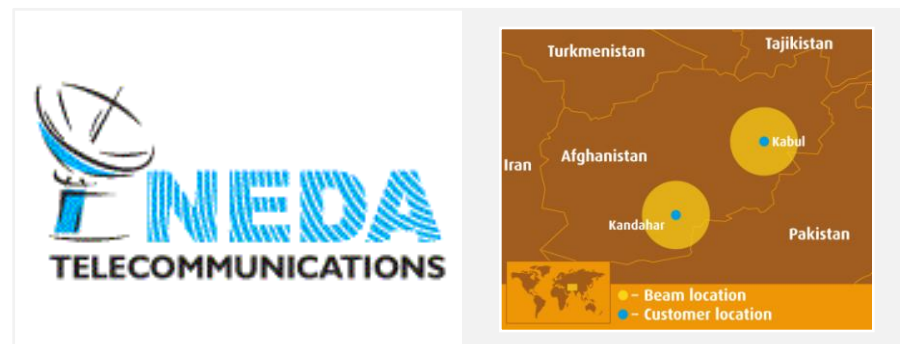 NEDA
TELECOMMUNICATIONS
Turkmenistan
Tajikistan
Iran
Afghanistan
Kabul
Kandahar
Pakistan
– Beam location
– Customer location